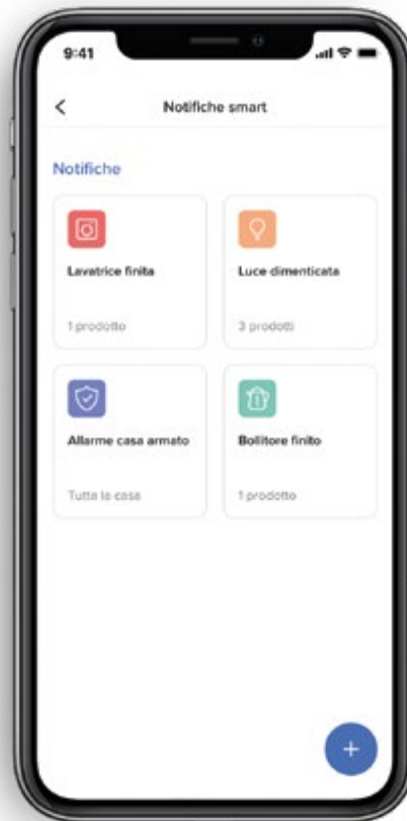 9:41
Notifiche smart
Notifiche
Lavatrice finita
1 prodotto
Luce dimenticata
3 prodotti
Allarme casa armato
Tutta la casa
Bollitore finito
1 prodotto
+